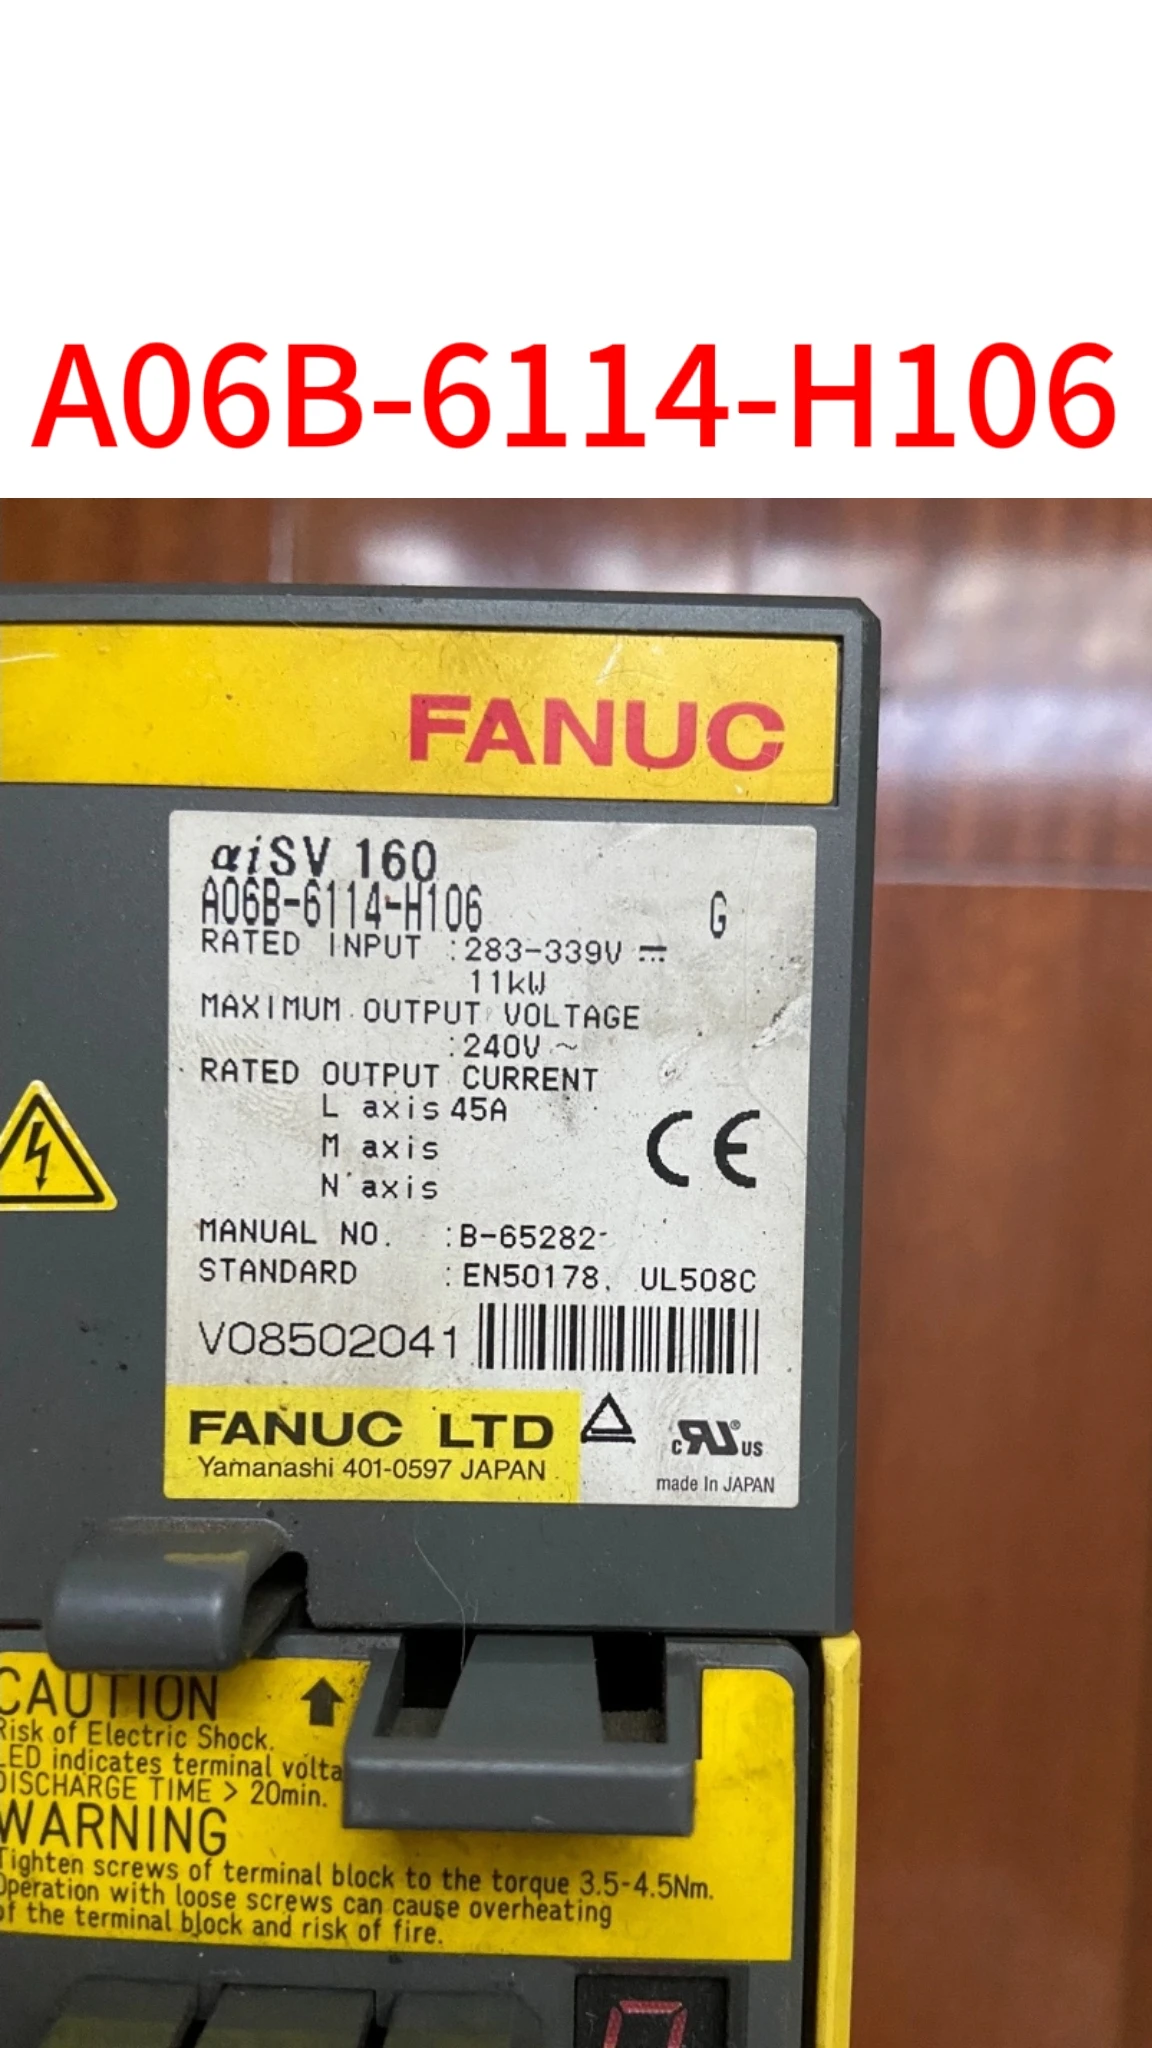 A06B-6114-H106
FANUC
αiSV 160
A06B-6114-H106 G
RATED INPUT :283-339V ⎓
11kW
MAXIMUM OUTPUT VOLTAGE
:240V ~
RATED OUTPUT CURRENT
L axis 45A
M axis
N axis
CE
MANUAL NO. :B-65282
STANDARD :EN50178, UL508C
V08502041
FANUC LTD
Yamanashi 401-0597 JAPAN
c RU ® US
made In JAPAN
CAUTION
Risk of Electric Shock.
LED indicates terminal volta
DISCHARGE TIME > 20min.
WARNING
Tighten screws of terminal block to the torque 3.5-4.5Nm.
Operation with loose screws can cause overheating
of the terminal block and risk of fire.